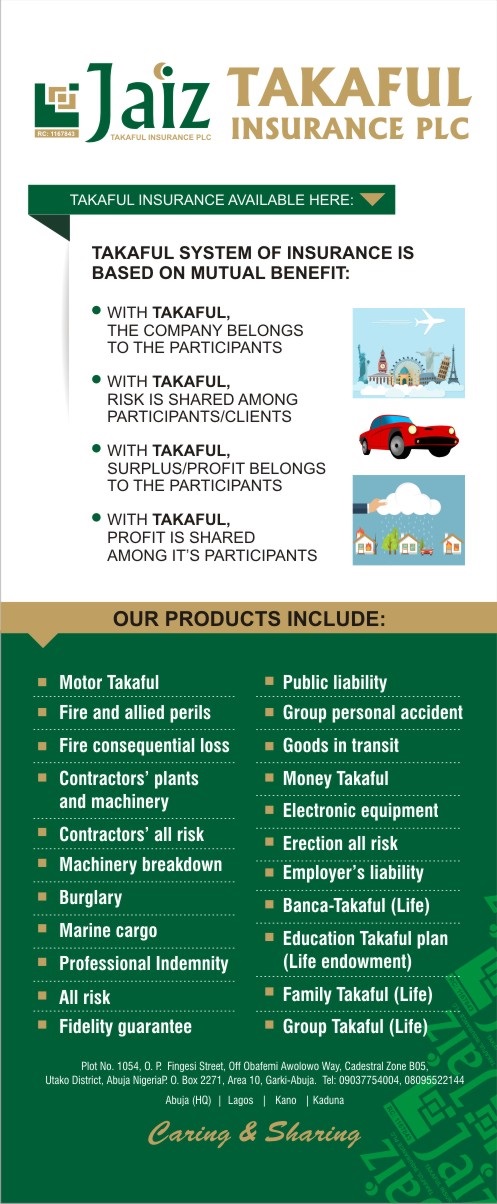 Jaiz
RC: 1167843
TAKAFUL INSURANCE PLC
TAKAFUL
INSURANCE PLC
TAKAFUL INSURANCE AVAILABLE HERE:
TAKAFUL SYSTEM OF INSURANCE IS
BASED ON MUTUAL BENEFIT:
WITH TAKAFUL,
THE COMPANY BELONGS
TO THE PARTICIPANTS
WITH TAKAFUL,
RISK IS SHARED AMONG
PARTICIPANTS/CLIENTS
WITH TAKAFUL,
SURPLUS/PROFIT BELONGS
TO THE PARTICIPANTS
WITH TAKAFUL,
PROFIT IS SHARED
AMONG IT'S PARTICIPANTS
OUR PRODUCTS INCLUDE:
Motor Takaful
Fire and allied perils
Fire consequential loss
Contractors' plants
and machinery
Contractors' all risk
Machinery breakdown
Burglary
Marine cargo
Professional Indemnity
All risk
Fidelity guarantee
Public liability
Group personal accident
Goods in transit
Money Takaful
Electronic equipment
Erection all risk
Employer's liability
Banca-Takaful (Life)
Education Takaful plan
(Life endowment)
Family Takaful (Life)
Group Takaful (Life)
Plot No. 1054, O. P. Fingesi Street, Off Obafemi Awolowo Way, Cadestral Zone B05,
Utako District, Abuja NigeriaP. O. Box 2271, Area 10, Garki-Abuja. Tel: 09037754004, 08095522144
Abuja (HQ) | Lagos | Kano | Kaduna
Caring & Sharing